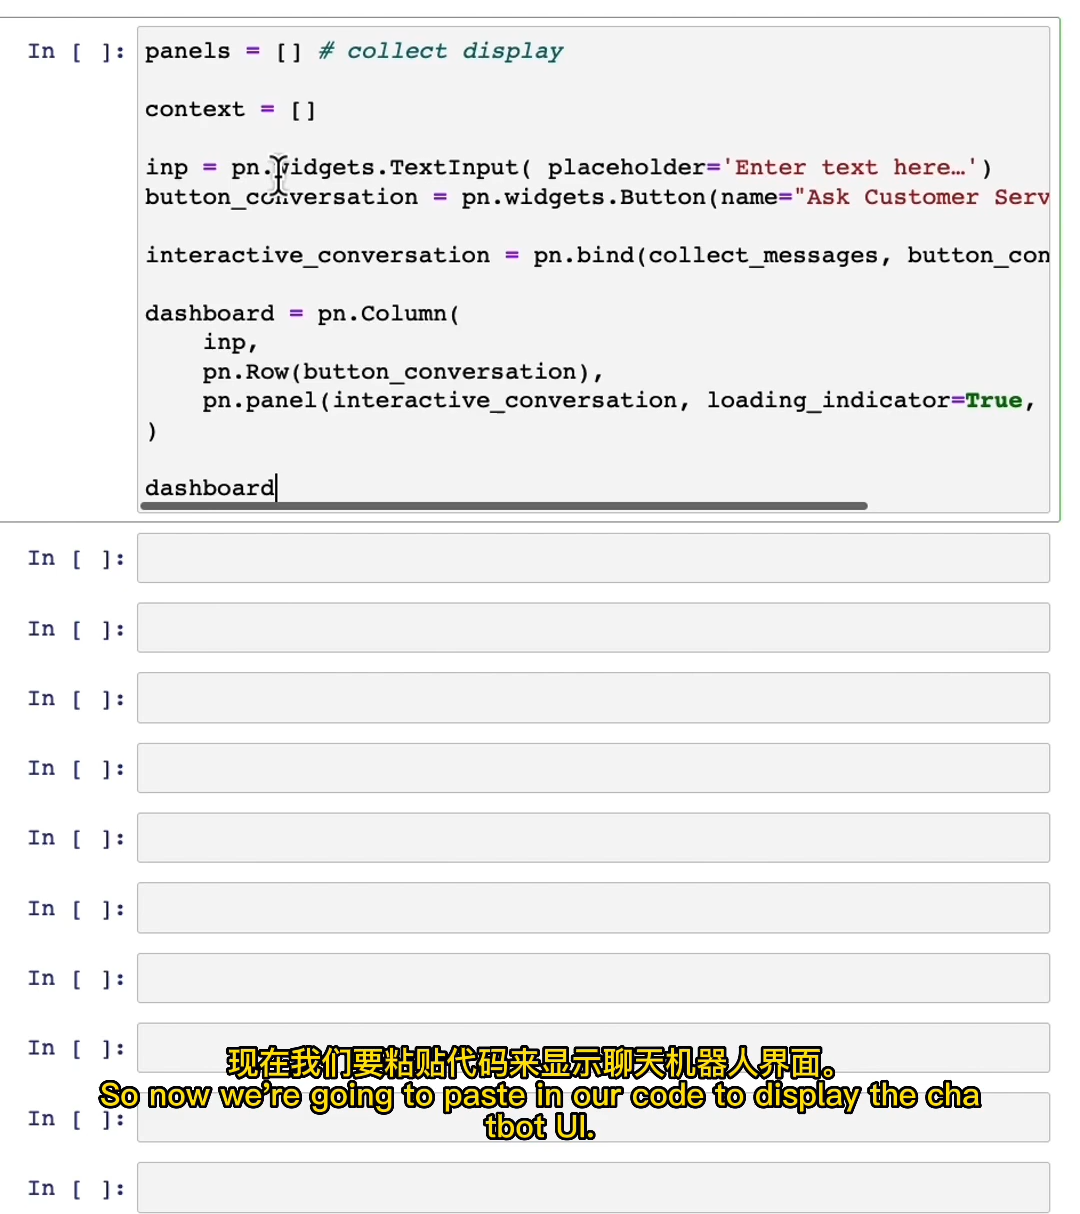 In [ ]: panels = [] # collect display
context = []
inp = pn.widgets.TextInput( placeholder='Enter text here…')
button_conversation = pn.widgets.Button(name="Ask Customer Serv
interactive_conversation = pn.bind(collect_messages, button_con
dashboard = pn.Column(
    inp,
    pn.Row(button_conversation),
    pn.panel(interactive_conversation, loading_indicator=True,
)
dashboard
In [ ]:
In [ ]:
In [ ]:
In [ ]:
In [ ]:
In [ ]:
In [ ]:
In [ ]:
现在我们要粘贴代码来显示聊天机器人界面。
So now we're going to paste in our code to display the cha
In [ ]:
tbot UI.
In [ ]: